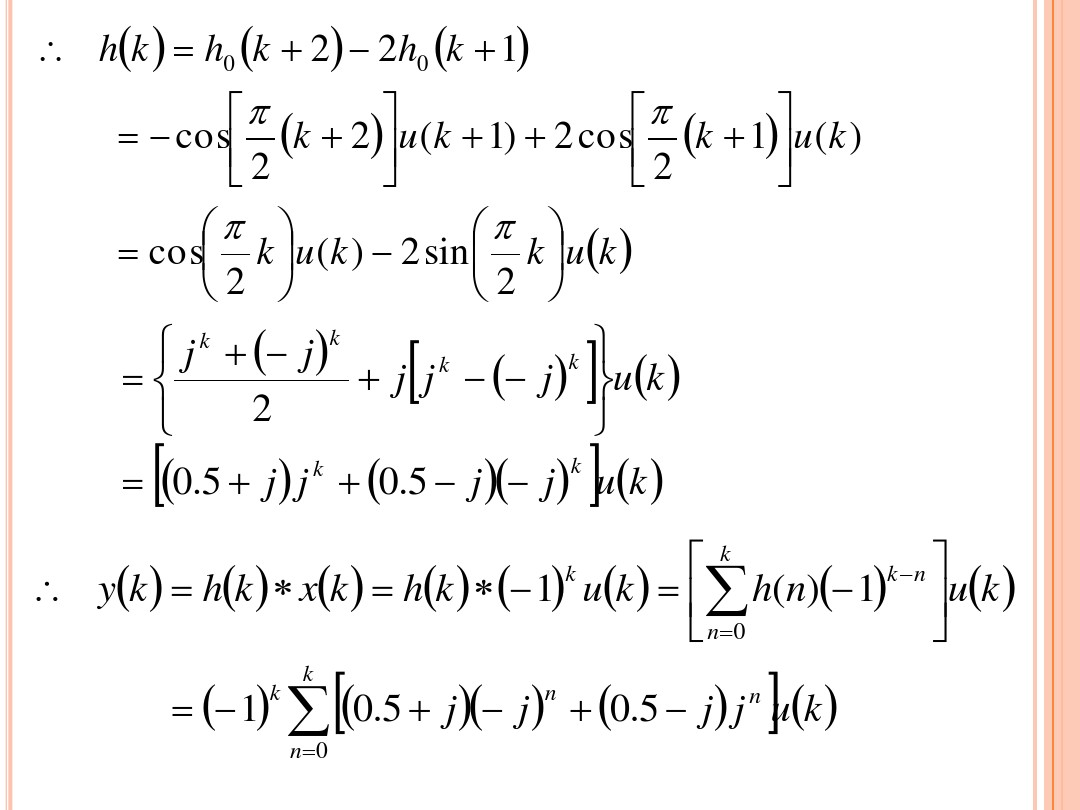 ∴ h(k) = h₀(k + 2) − 2h₀(k + 1)
= −cos[π/2 (k + 2)]u(k + 1) + 2cos[π/2 (k + 1)]u(k)
= cos(π/2 k)u(k) − 2sin(π/2 k)u(k)
= {(j^k + (−j)^k)/2 + j[j^k − (−j)^k]}u(k)
= [(0.5 + j)j^k + (0.5 − j)(−j)^k]u(k)
∴ y(k) = h(k) * x(k) = h(k) * (−1)^k u(k) = [∑_{n=0}^{k} h(n)(−1)^{k−n}]u(k)
= (−1)^k ∑_{n=0}^{k} [(0.5 + j)(−j)^n + (0.5 − j)j^n]u(k)